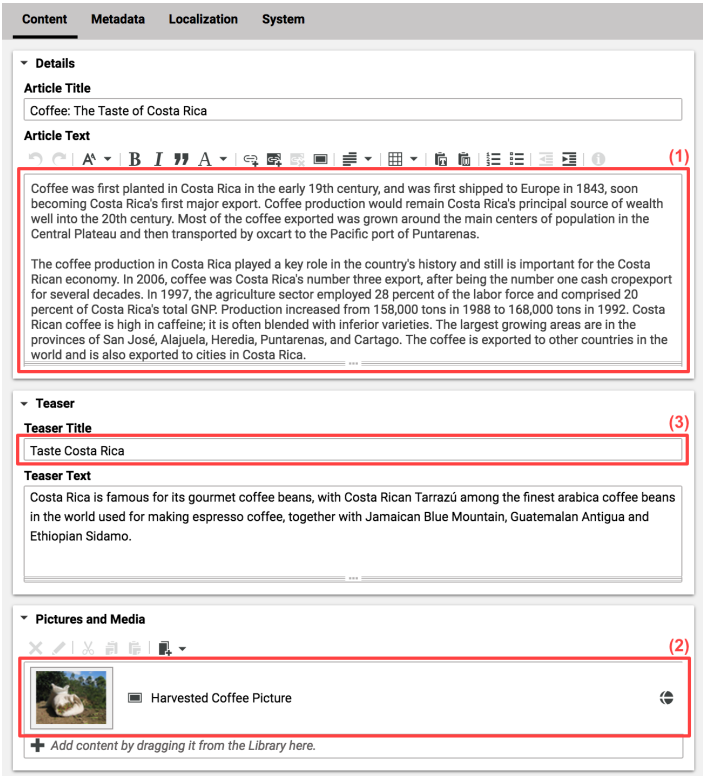 Content Metadata Localization System
Details
Article Title
Coffee: The Taste of Costa Rica
Article Text
(1)
Coffee was first planted in Costa Rica in the early 19th century, and was first shipped to Europe in 1843, soon
becoming Costa Rica's first major export. Coffee production would remain Costa Rica's principal source of wealth
well into the 20th century. Most of the coffee exported was grown around the main centers of population in the
Central Plateau and then transported by oxcart to the Pacific port of Puntarenas.
The coffee production in Costa Rica played a key role in the country's history and still is important for the Costa
Rican economy. In 2006, coffee was Costa Rica's number three export, after being the number one cash cropexport
for several decades. In 1997, the agriculture sector employed 28 percent of the labor force and comprised 20
percent of Costa Rica's total GNP. Production increased from 158,000 tons in 1988 to 168,000 tons in 1992. Costa
Rican coffee is high in caffeine; it is often blended with inferior varieties. The largest growing areas are in the
provinces of San José, Alajuela, Heredia, Puntarenas, and Cartago. The coffee is exported to other countries in the
world and is also exported to cities in Costa Rica.
Teaser
(3)
Teaser Title
Taste Costa Rica
Teaser Text
Costa Rica is famous for its gourmet coffee beans, with Costa Rican Tarrazú among the finest arabica coffee beans
in the world used for making espresso coffee, together with Jamaican Blue Mountain, Guatemalan Antigua and
Ethiopian Sidamo.
Pictures and Media
(2)
Harvested Coffee Picture
Add content by dragging it from the Library here.